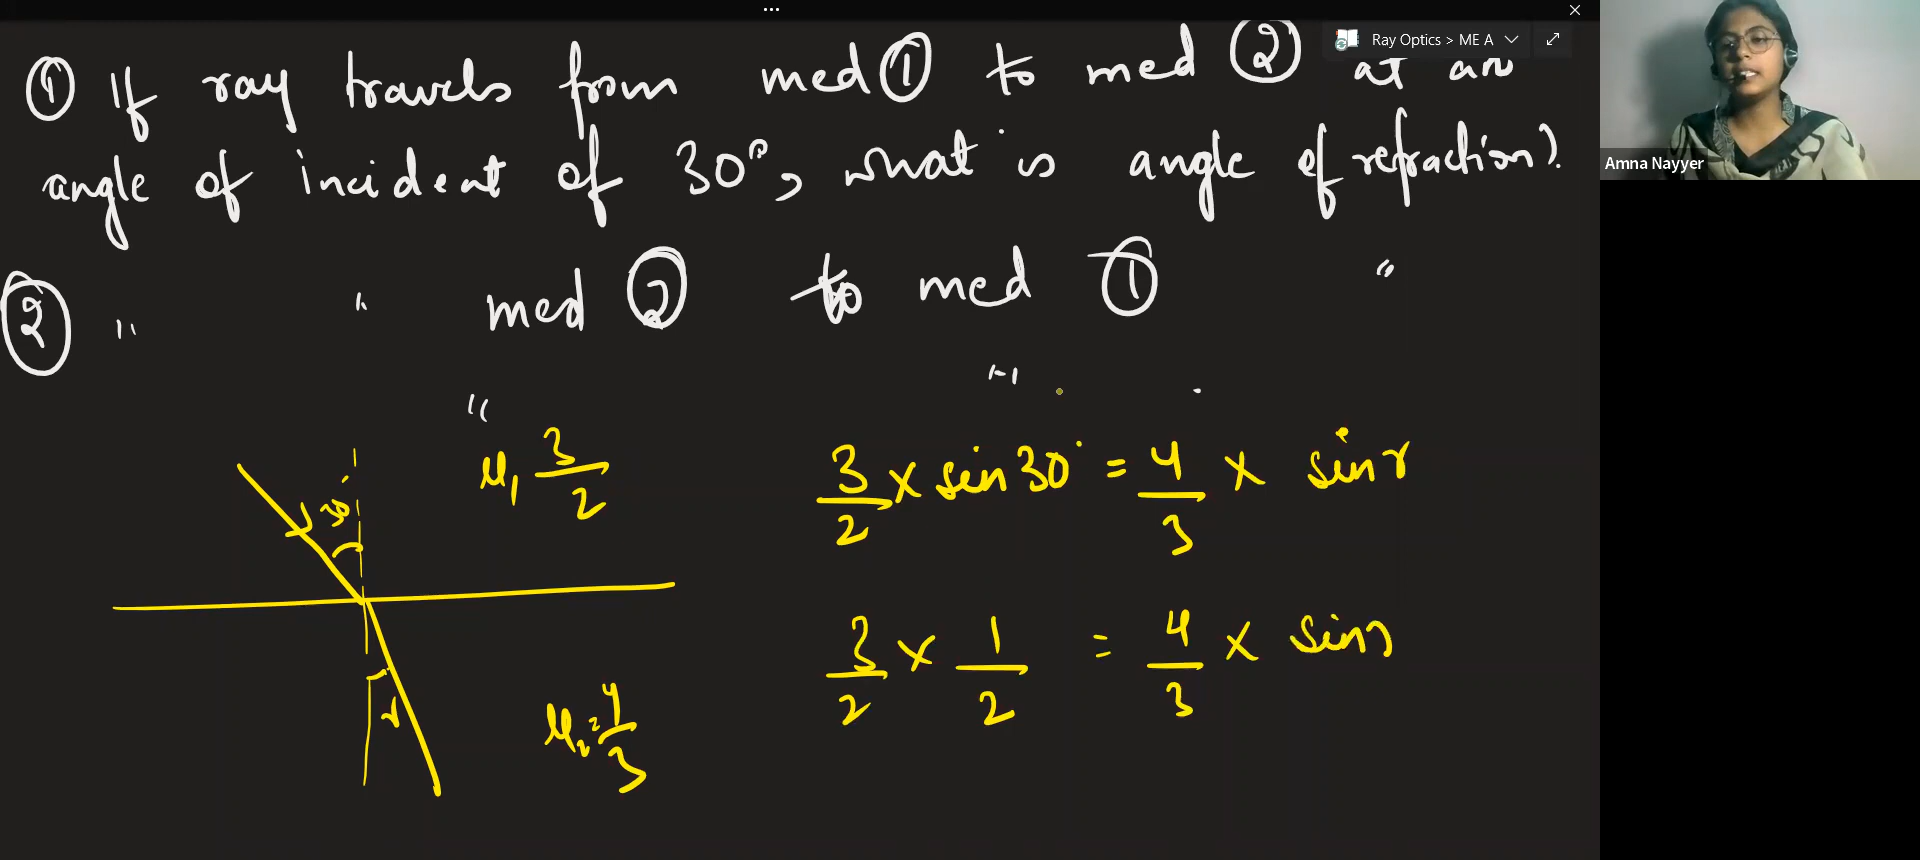 Ray Optics > ME A
Amna Nayyer
① If ray travels from med ① to med ② at an
angle of incident of 30°, what is angle of refraction).
② " " med ② to med ① "
" "
30°
μ₁ 3/2
r
μ₂ = 4/3
3/2 × sin 30° = 4/3 × sin r
3/2 × 1/2 = 4/3 × sin r